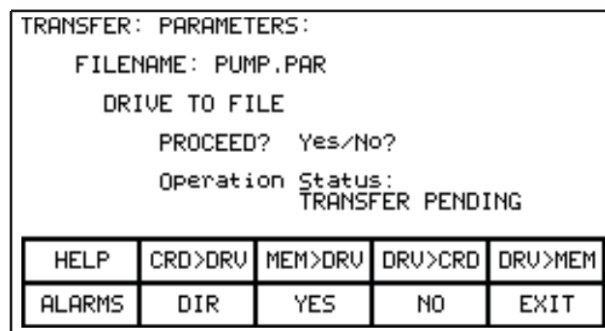 TRANSFER: PARAMETERS:
FILENAME: PUMP.PAR
DRIVE TO FILE
PROCEED? Yes/No?
Operation Status:
TRANSFER PENDING
HELP CRD>DRV MEM>DRV DRV>CRD DRV>MEM
ALARMS DIR YES NO EXIT